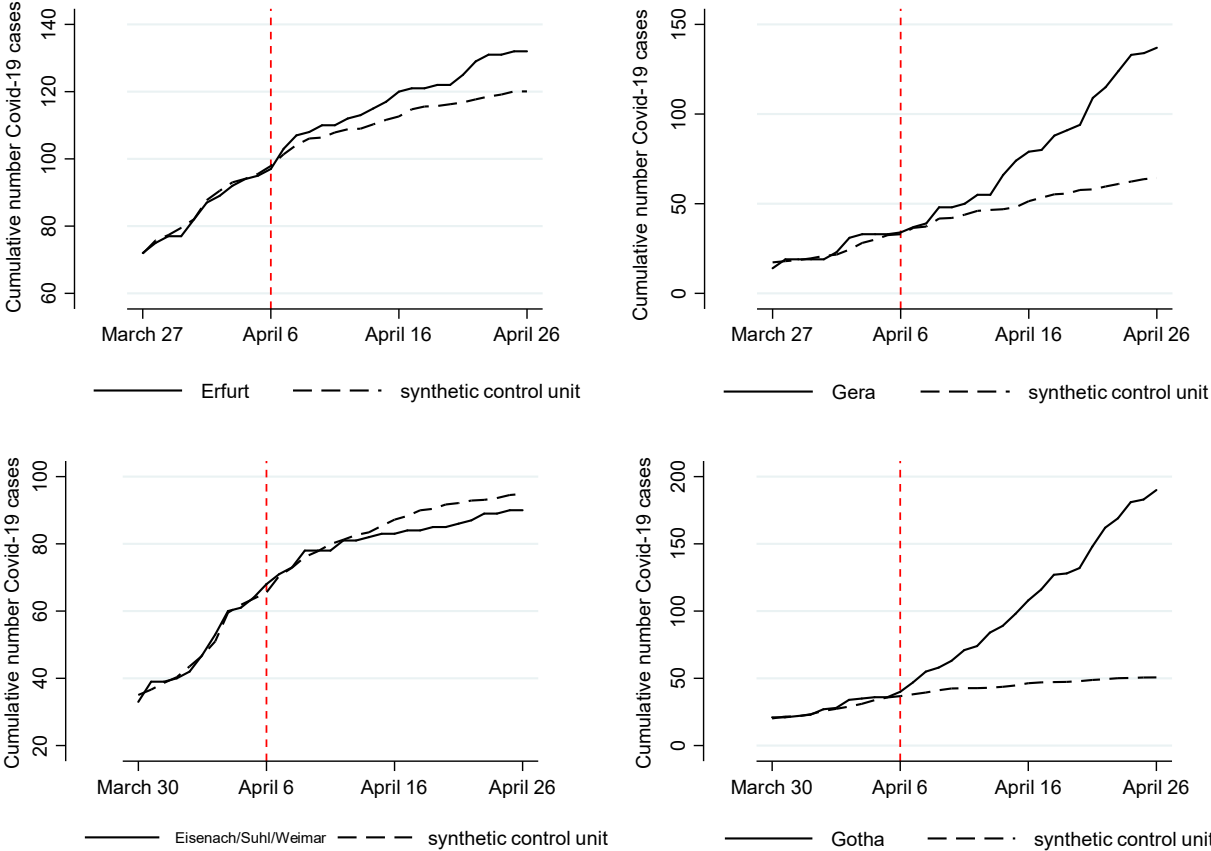 Cumulative number Covid-19 cases
140
120
100
80
60
March 27 April 6 April 16 April 26
Erfurt synthetic control unit
Cumulative number Covid-19 cases
150
100
50
0
March 27 April 6 April 16 April 26
Gera synthetic control unit
Cumulative number Covid-19 cases
100
80
60
40
20
March 30 April 6 April 16 April 26
Eisenach/Suhl/Weimar synthetic control unit
Cumulative number Covid-19 cases
200
150
100
50
0
March 30 April 6 April 16 April 26
Gotha synthetic control unit